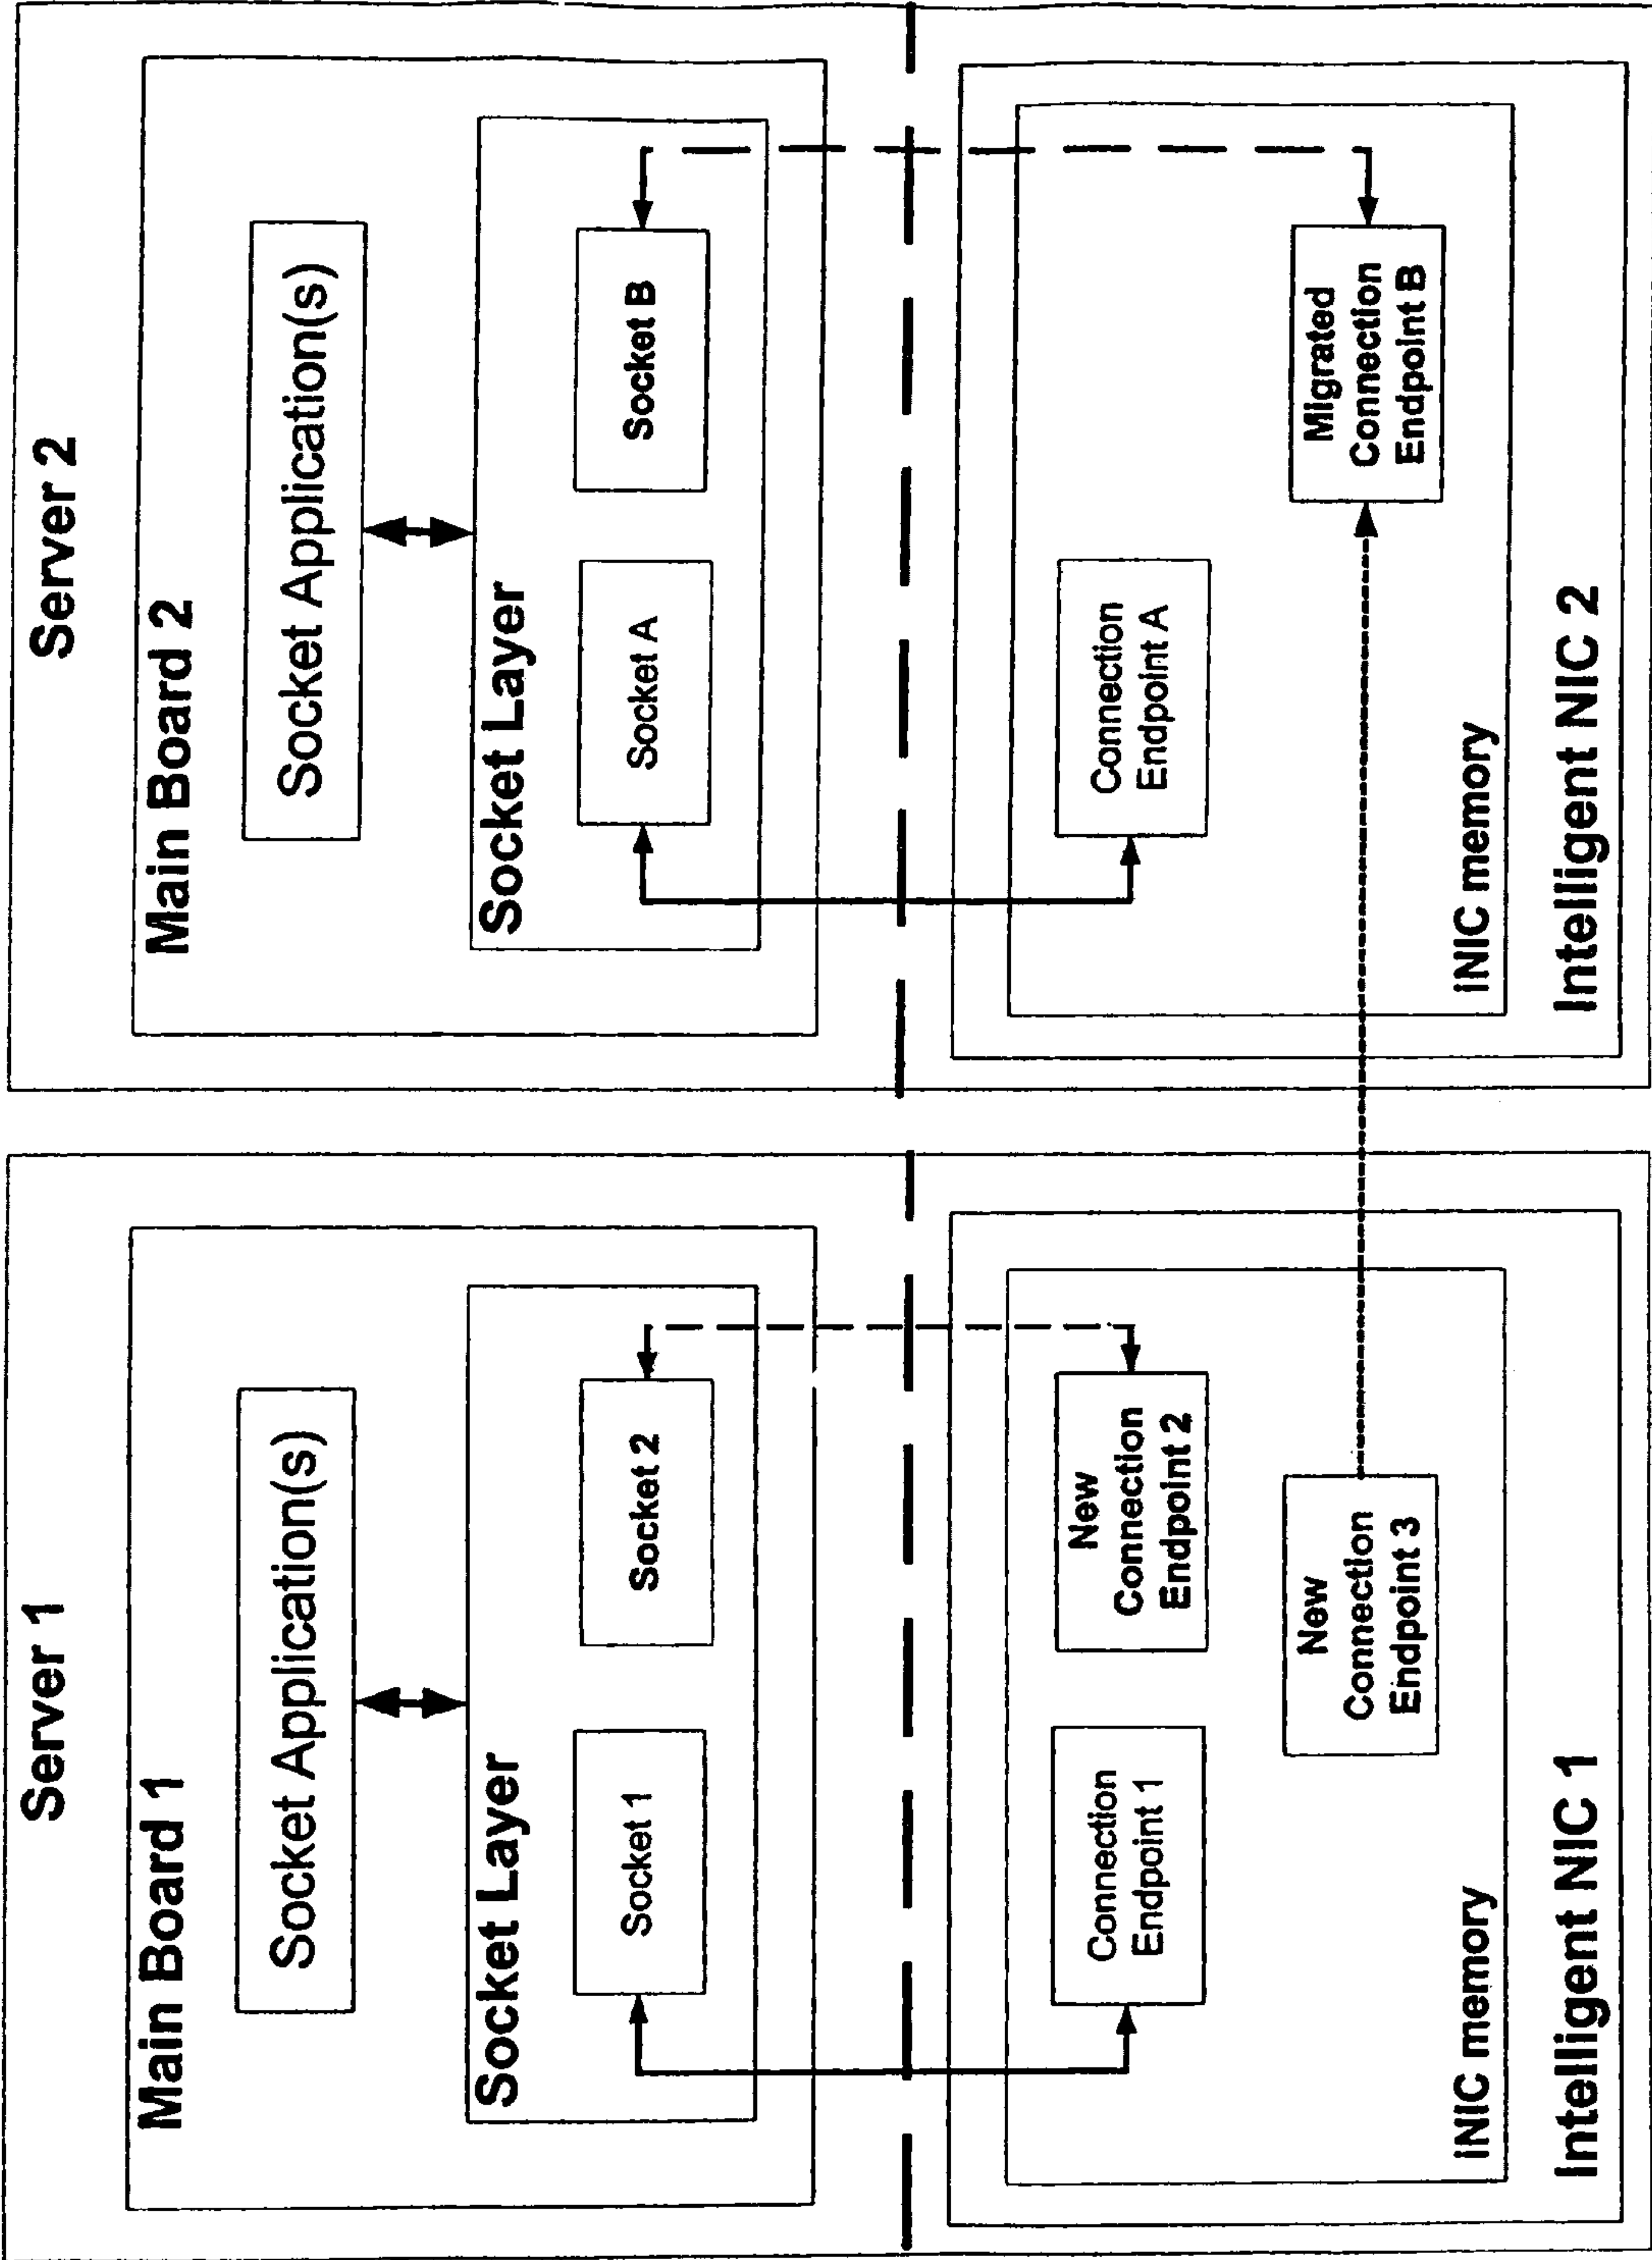 Server 1
Main Board 1
Socket Application(s)
Socket Layer
Socket 1
Socket 2
Connection
Endpoint 1
New
Connection
Endpoint 2
New
Connection
Endpoint 3
iNIC memory
Intelligent NIC 1
Server 2
Main Board 2
Socket Application(s)
Socket Layer
Socket A
Socket B
Connection
Endpoint A
Migrated
Connection
Endpoint B
iNIC memory
Intelligent NIC 2